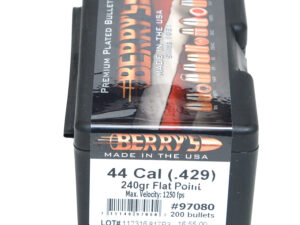 PREMIUM PLATED BULLETS
BERRY'S
MADE IN THE USA
BERRY'S
MADE IN THE USA
44 Cal (.429)
240gr Flat Point
Max. Velocity: 1250 fps
#97080
200 bullets
LOT#